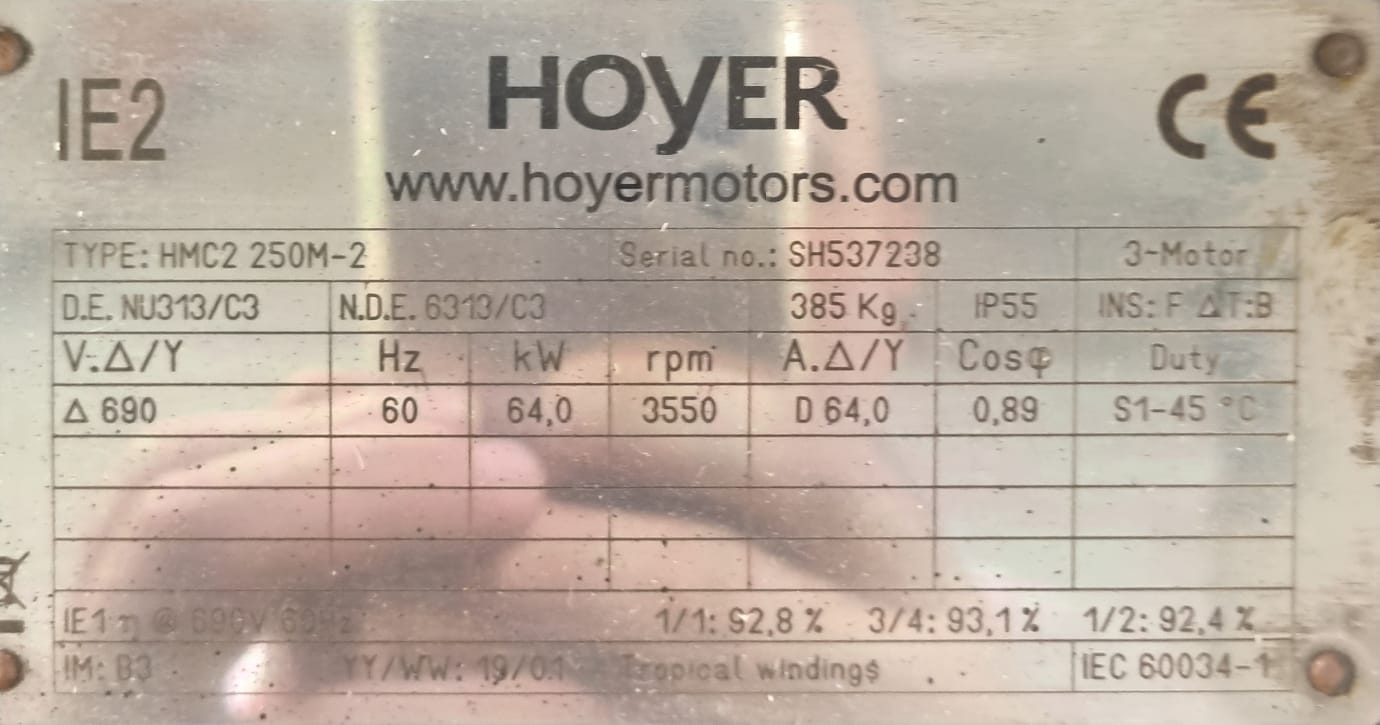 IE2
HOYER
CE
www.hoyermotors.com
TYPE: HMC2 250M-2 Serial no.: SH537238 3-Motor
D.E. NU313/C3 N.D.E. 6313/C3 385 Kg. IP55 INS: F ΔT:B
V.Δ/Y Hz kW rpm A.Δ/Y Cosφ Duty
Δ 690 60 64,0 3550 D 64,0 0,89 S1-45 °C
IE1 η @ 690V 60Hz 1/1: 92,8 % 3/4: 93,1 % 1/2: 92,4 %
IM: B3 YY/WW: 19/01 Tropical windings IEC 60034-1